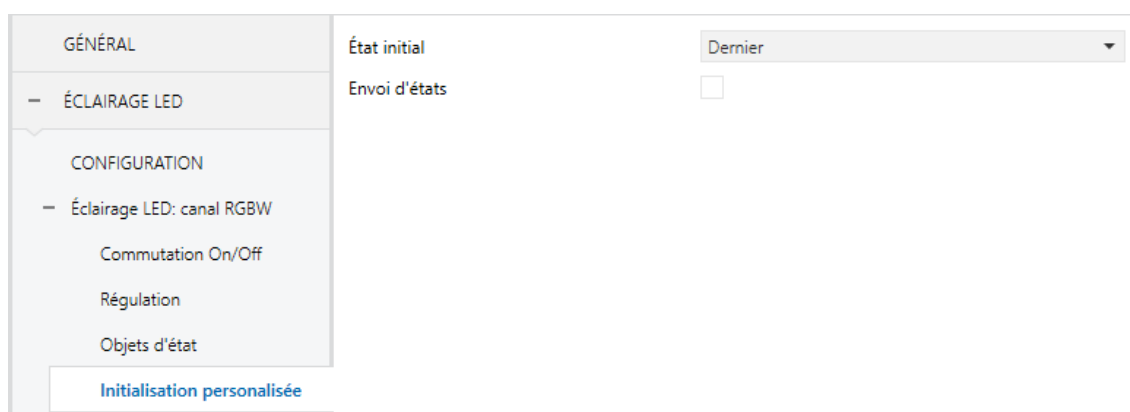 GÉNÉRAL
État initial
Dernier
ÉCLAIRAGE LED
Envoi d'états
CONFIGURATION
Éclairage LED: canal RGBW
Commutation On/Off
Régulation
Objets d'état
Initialisation personalisée